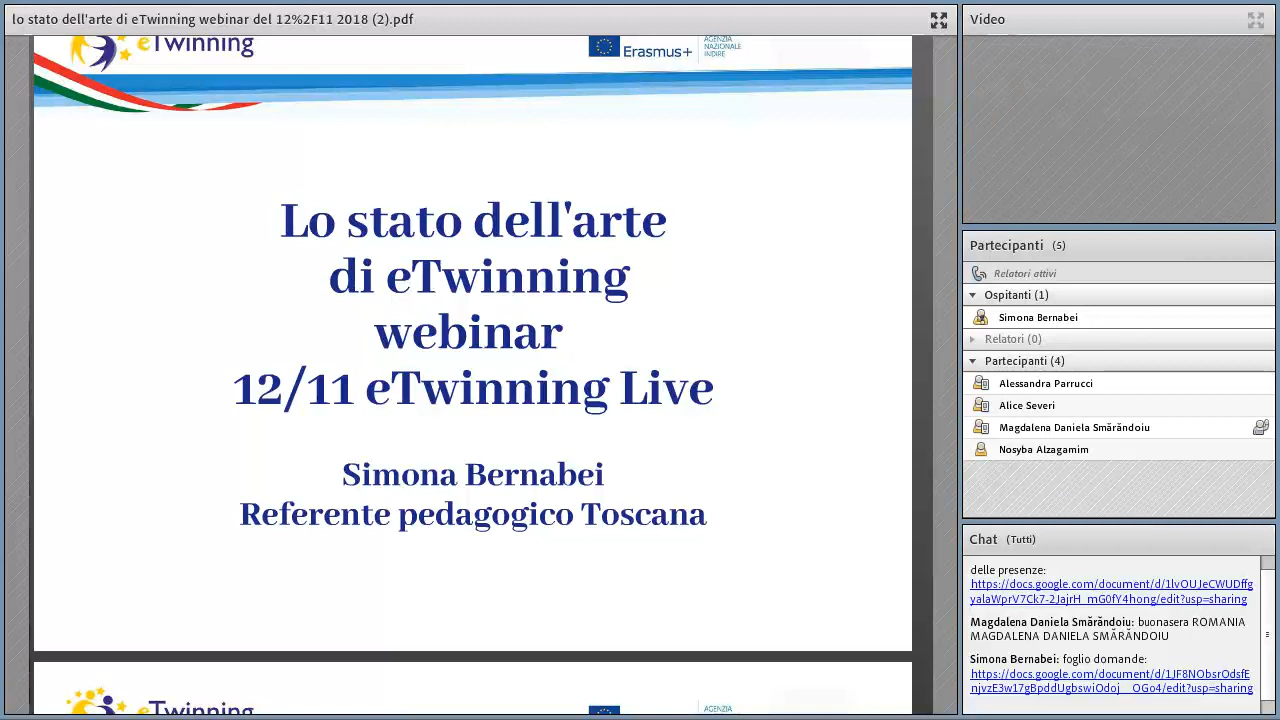 lo stato dell'arte di eTwinning webinar del 12%2F11 2018 (2).pdf
eTwinning
Erasmus+
AGENZIA
NAZIONALE
INDIRE
Lo stato dell'arte
di eTwinning
webinar
12/11 eTwinning Live
Simona Bernabei
Referente pedagogico Toscana
eTwinning
AGENZIA
Video
Partecipanti (5)
Relatori attivi
Ospitanti (1)
Simona Bernabei
Relatori (0)
Partecipanti (4)
Alessandra Parrucci
Alice Severi
Magdalena Daniela Smărăndoiu
Nosyba Alzagamim
Chat (Tutti)
delle presenze:
https://docs.google.com/document/d/1lvOUJeCWUDffg
yalaWprV7Ck7-2JajrH_mG0fY4hong/edit?usp=sharing
Magdalena Daniela Smărăndoiu: buonasera ROMANIA
MAGDALENA DANIELA SMĂRĂNDOIU
Simona Bernabei: foglio domande:
https://docs.google.com/document/d/1JF8NObsrOdsfE
njvzE3w17gBpddUgbswiOdoj__OGo4/edit?usp=sharing